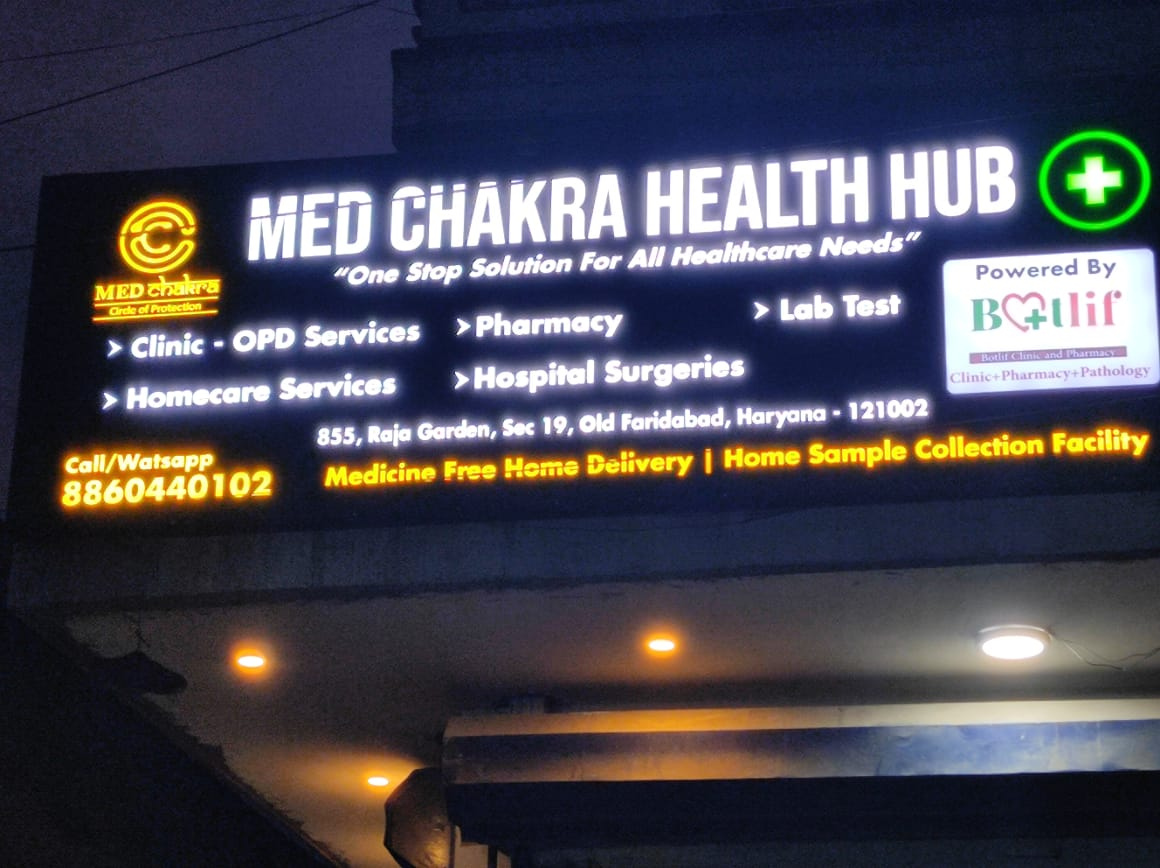 MED CHAKRA HEALTH HUB
"One Stop Solution For All Healthcare Needs"
MED chakra
Circle of Protection
> Clinic - OPD Services
> Pharmacy
> Lab Test
> Homecare Services
> Hospital Surgeries
Powered By
Botlif
Botlif Clinic and Pharmacy
Clinic+Pharmacy+Pathology
855, Raja Garden, Sec 19, Old Faridabad, Haryana - 121002
Call/Watsapp
8860440102
Medicine Free Home Delivery | Home Sample Collection Facility